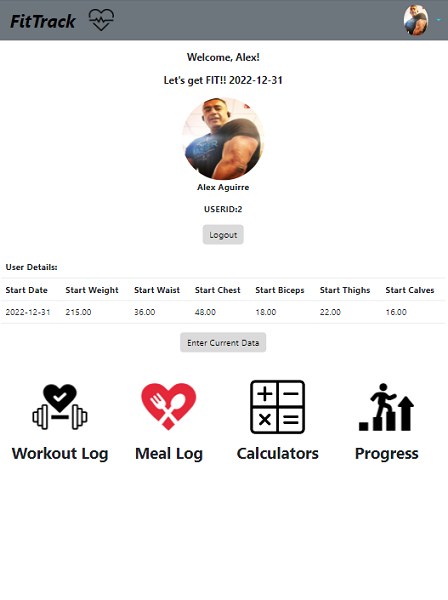 FitTrack
Welcome, Alex!
Let's get FIT!! 2022-12-31
Alex Aguirre
USERID:2
Logout
User Details:
Start Date Start Weight Start Waist Start Chest Start Biceps Start Thighs Start Calves
2022-12-31 215.00 36.00 48.00 18.00 22.00 16.00
Enter Current Data
Workout Log Meal Log Calculators Progress